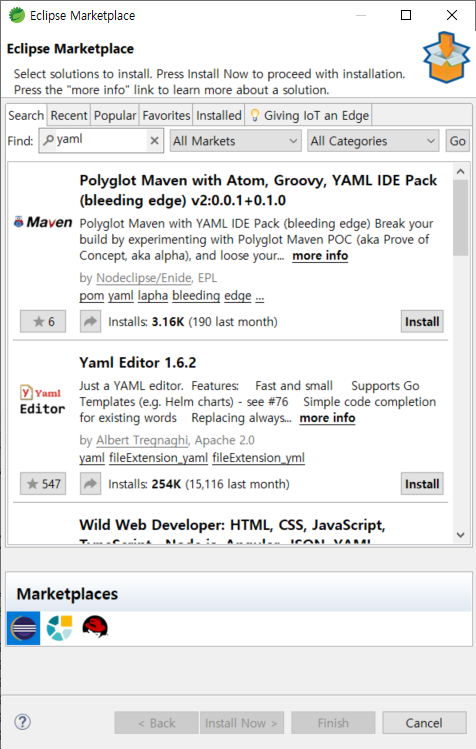 Eclipse Marketplace
Eclipse Marketplace
Select solutions to install. Press Install Now to proceed with installation.
Press the "more info" link to learn more about a solution.
Search Recent Popular Favorites Installed Giving IoT an Edge
Find: yaml All Markets All Categories Go
Polyglot Maven with Atom, Groovy, YAML IDE Pack
(bleeding edge) v2:0.0.1+0.1.0
Maven
Polyglot Maven with YAML IDE Pack (bleeding edge) Break your
build by experimenting with Polyglot Maven POC (aka Prove of
Concept, aka alpha), and loose your... more info
by Nodeclipse/Enide, EPL
pom yaml lapha bleeding edge ...
6 Installs: 3.16K (190 last month) Install
Yaml Editor 1.6.2
Yaml
Editor
Just a YAML editor. Features: Fast and small Supports Go
Templates (e.g. Helm charts) - see #76 Simple code completion
for existing words Replacing always... more info
by Albert Tregnaghi, Apache 2.0
yaml fileExtension_yaml fileExtension_yml
547 Installs: 254K (15,116 last month) Install
Wild Web Developer: HTML, CSS, JavaScript,
TypeScript, Node.js, Angular, JSON, YAML
Marketplaces
? < Back Install Now > Finish Cancel